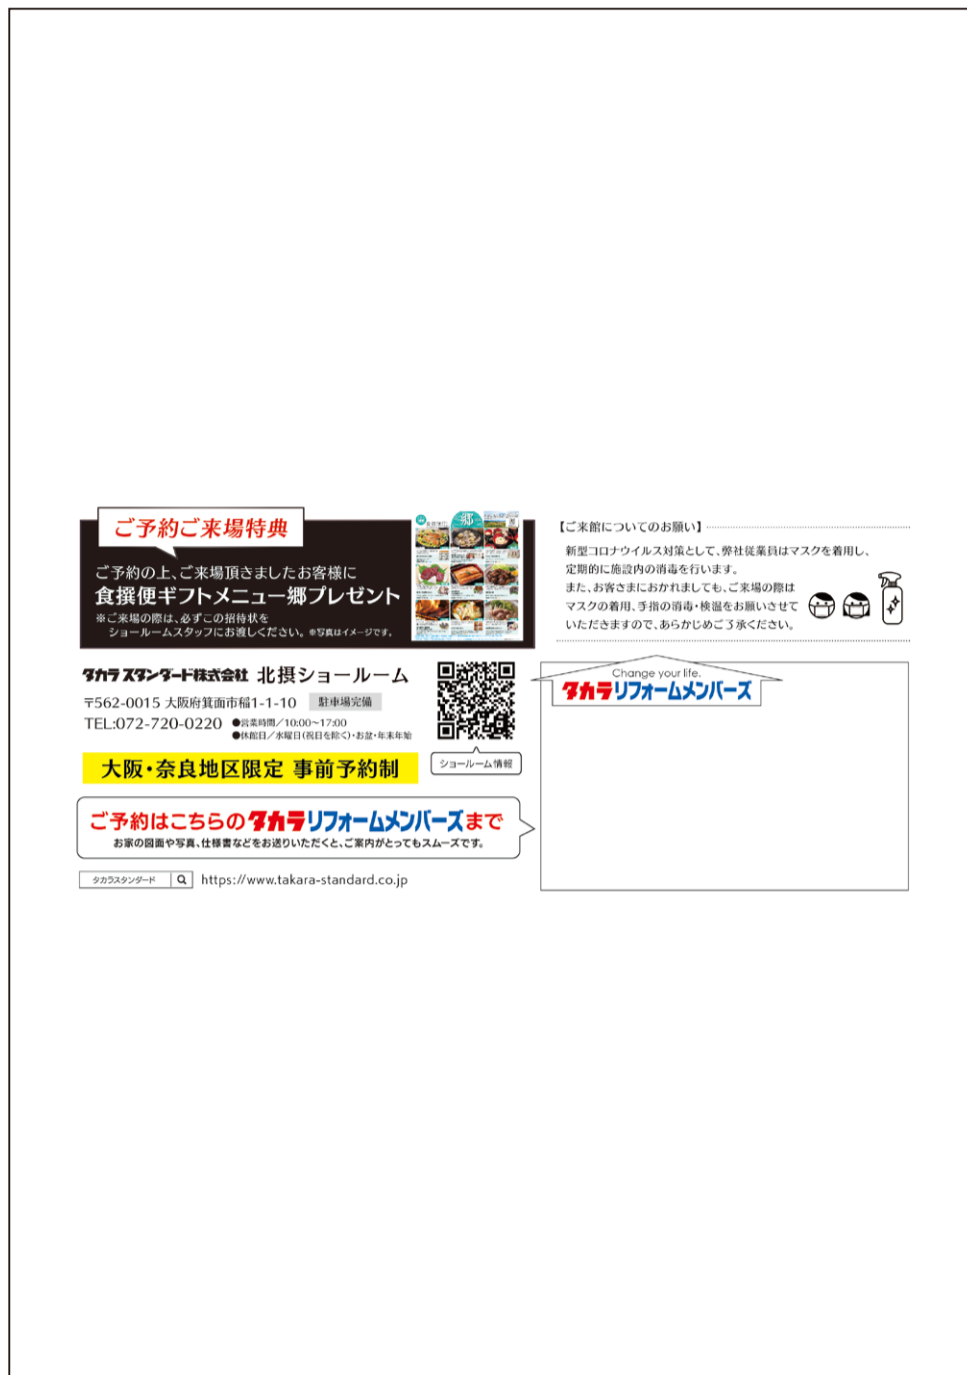 ご予約ご来場特典
ご予約の上、ご来場頂きましたお客様に
食撰便ギフトメニュー郷プレゼント
※ご来場の際は、必ずこの招待状を
ショールームスタッフにお渡しください。※写真はイメージです。
郷
【ご来館についてのお願い】
新型コロナウイルス対策として、弊社従業員はマスクを着用し、
定期的に施設内の消毒を行います。
また、お客さまにおかれましても、ご来場の際は
マスクの着用、手指の消毒・検温をお願いさせて
いただきますので、あらかじめご了承ください。
タカラスタンダード株式会社 北摂ショールーム
〒562-0015 大阪府箕面市稲1-1-10 駐車場完備
TEL:072-720-0220 ●営業時間／10:00〜17:00
●休館日／水曜日(祝日を除く)・お盆・年末年始
ショールーム情報
大阪・奈良地区限定 事前予約制
ご予約はこちらのタカラリフォームメンバーズまで
お家の図面や写真、仕様書などをお送りいただくと、ご案内がとってもスムーズです。
タカラスタンダード https://www.takara-standard.co.jp
Change your life.
タカラリフォームメンバーズ